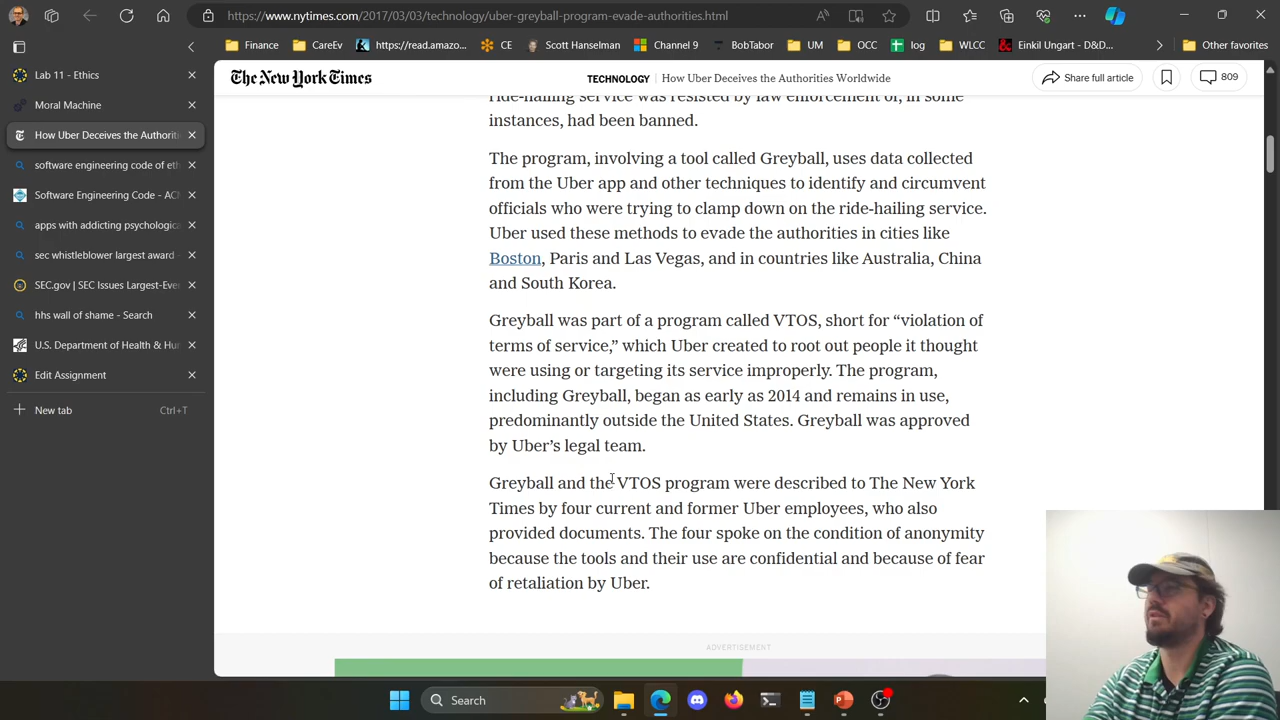 https://www.nytimes.com/2017/03/03/technology/uber-greyball-program-evade-authorities.html
Finance
CareEv
https://read.amazo...
CE
Scott Hanselman
Channel 9
BobTabor
UM
OCC
log
WLCC
Einkil Ungart - D&D...
Other favorites
Lab 11 - Ethics
Moral Machine
How Uber Deceives the Authoriti
software engineering code of eth
Software Engineering Code - ACM
apps with addicting psychologica
sec whistleblower largest award -
SEC.gov | SEC Issues Largest-Eve
hhs wall of shame - Search
U.S. Department of Health & Hu
Edit Assignment
New tab
Ctrl+T
The New York Times
TECHNOLOGY | How Uber Deceives the Authorities Worldwide
Share full article
809
ride-hailing service was resisted by law enforcement or, in some
instances, had been banned.
The program, involving a tool called Greyball, uses data collected
from the Uber app and other techniques to identify and circumvent
officials who were trying to clamp down on the ride-hailing service.
Uber used these methods to evade the authorities in cities like
Boston, Paris and Las Vegas, and in countries like Australia, China
and South Korea.
Greyball was part of a program called VTOS, short for “violation of
terms of service,” which Uber created to root out people it thought
were using or targeting its service improperly. The program,
including Greyball, began as early as 2014 and remains in use,
predominantly outside the United States. Greyball was approved
by Uber’s legal team.
Greyball and the VTOS program were described to The New York
Times by four current and former Uber employees, who also
provided documents. The four spoke on the condition of anonymity
because the tools and their use are confidential and because of fear
of retaliation by Uber.
ADVERTISEMENT
Search